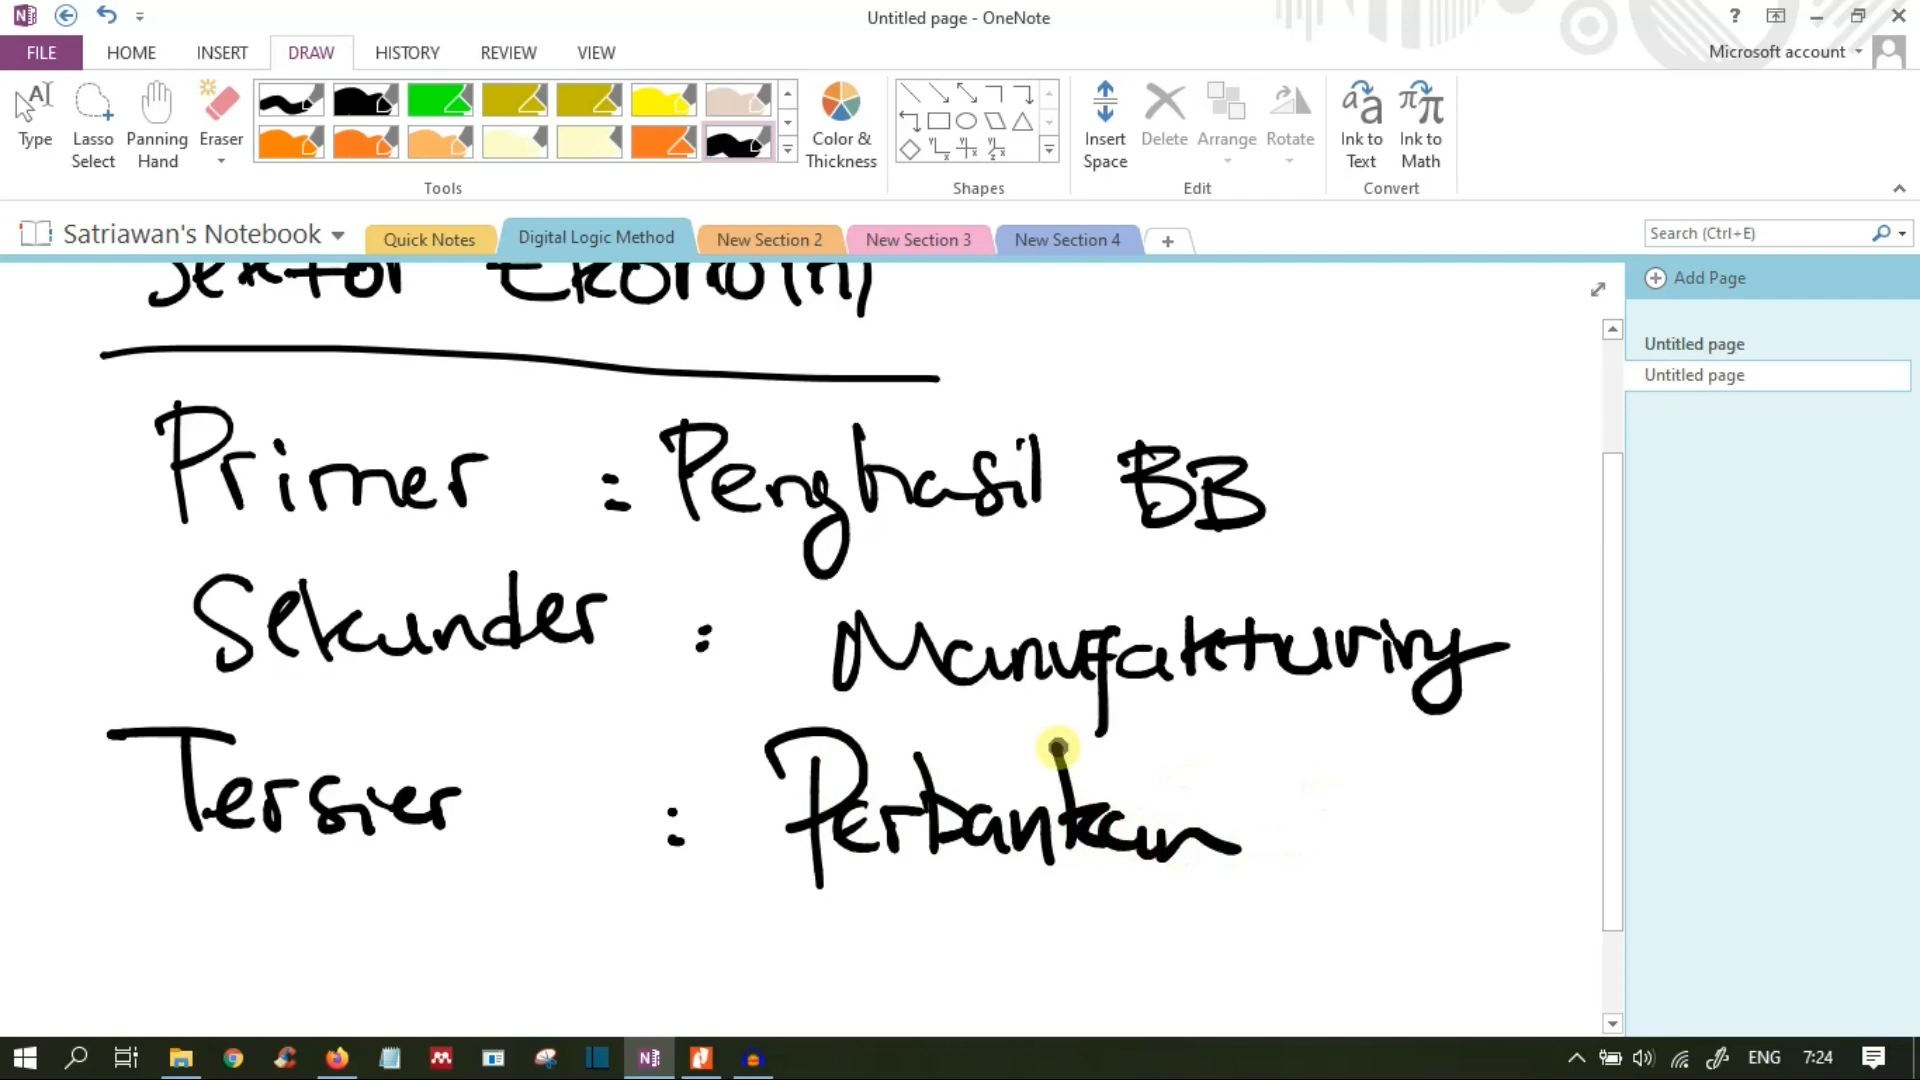 Untitled page - OneNote
?
FILE HOME INSERT DRAW HISTORY REVIEW VIEW
Microsoft account
Type
Lasso Select
Panning Hand
Eraser
Color & Thickness
Insert Space
Delete
Arrange
Rotate
Ink to Text
Ink to Math
Tools
Shapes
Edit
Convert
Satriawan's Notebook
Quick Notes
Digital Logic Method
New Section 2
New Section 3
New Section 4
+
Search (Ctrl+E)
Add Page
Untitled page
Untitled page
Sektor Ekonomi
Primer : Penghasil BB
Sekunder : Manufakturing
Tersier : Perbankan
ENG 7:24